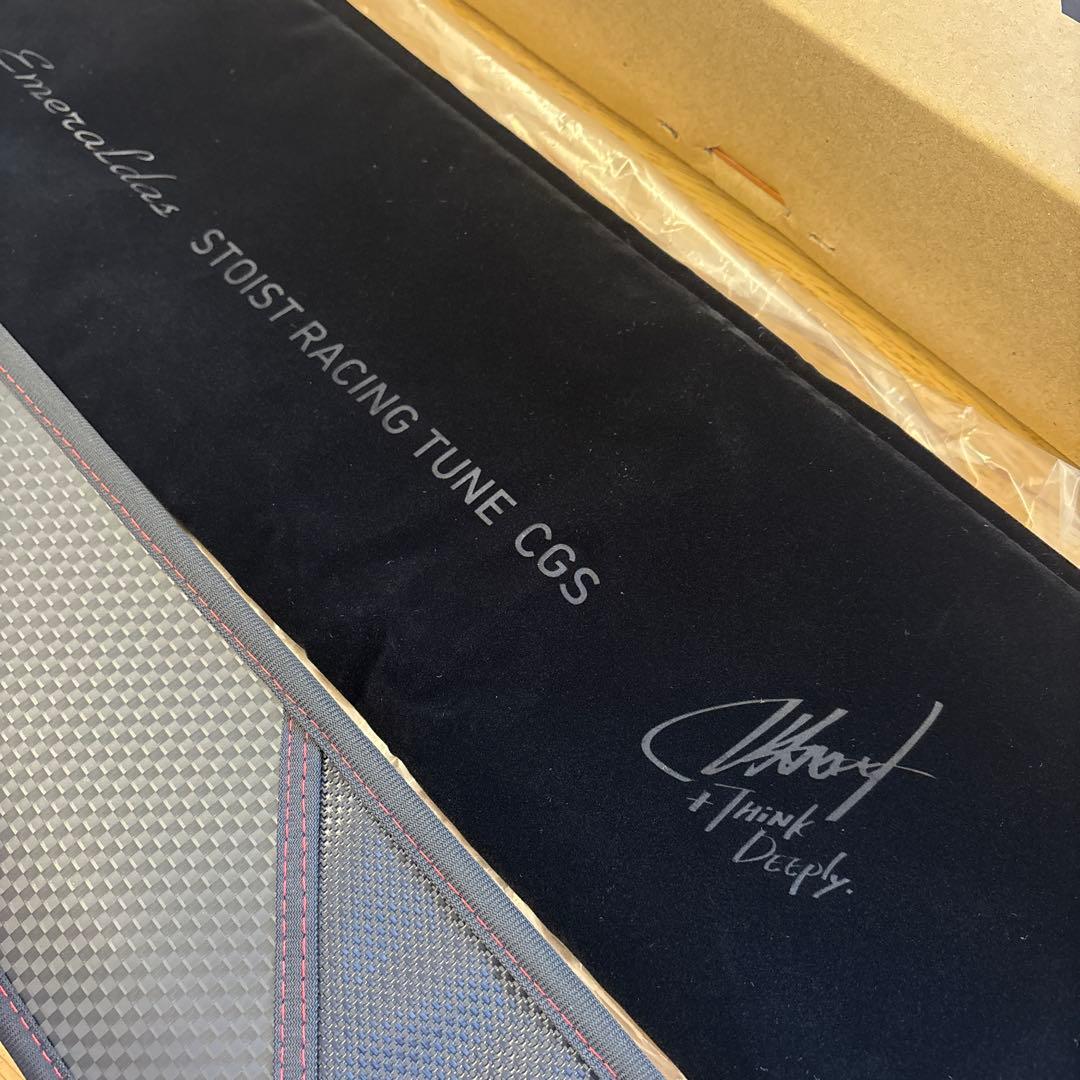 Emeraldas STOIST RACING TUNE CGS
+ THiNK
DEEPly.